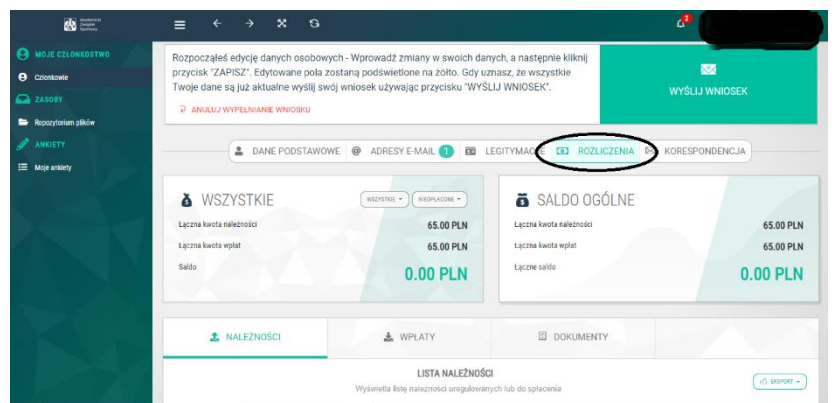 Akademicki
Związek
Sportowy
2
MOJE CZŁONKOSTWO
Członkowie
ZASOBY
Repozytorium plików
ANKIETY
Moje ankiety
Rozpocząłeś edycję danych osobowych - Wprowadź zmiany w swoich danych, a następnie kliknij
przycisk "ZAPISZ". Edytowane pola zostaną podświetlone na żółto. Gdy uznasz, że wszystkie
Twoje dane są już aktualne wyślij swój wniosek używając przycisku "WYŚLIJ WNIOSEK".
ANULUJ WYPEŁNIANIE WNIOSKU
WYŚLIJ WNIOSEK
DANE PODSTAWOWE @ ADRESY E-MAIL 1 LEGITYMACJE ROZLICZENIA KORESPONDENCJA
WSZYSTKIE WSZYSTKIE NIEOPŁACONE
Łączna kwota należności 65.00 PLN
Łączna kwota wpłat 65.00 PLN
Saldo 0.00 PLN
SALDO OGÓLNE
Łączna kwota należności 65.00 PLN
Łączna kwota wpłat 65.00 PLN
Łączne saldo 0.00 PLN
NALEŻNOŚCI WPŁATY DOKUMENTY
LISTA NALEŻNOŚCI
Wyświetla listę należności uregulowanych lub do spłacenia
EKSPORT